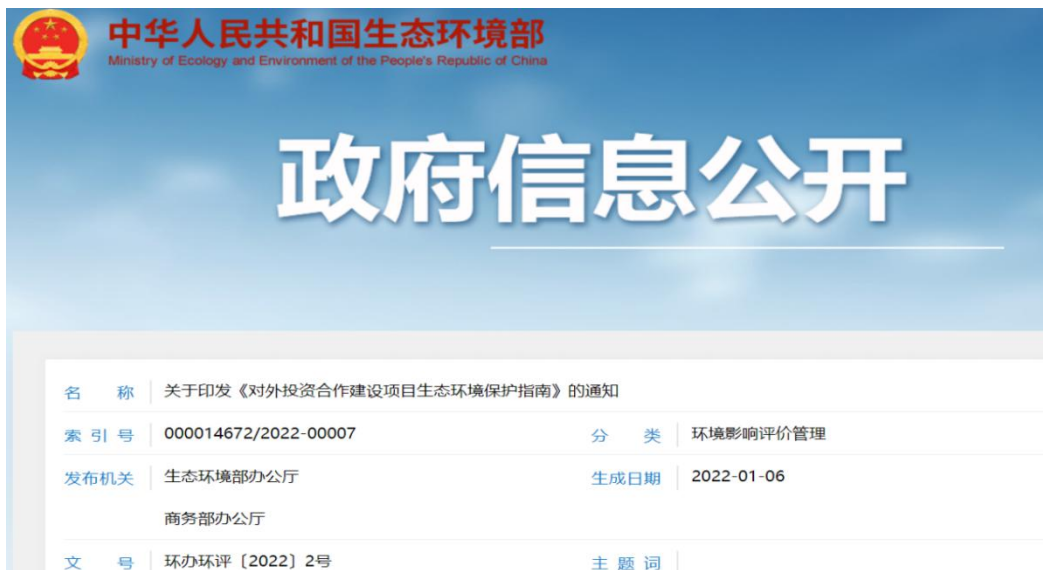 中华人民共和国生态环境部
Ministry of Ecology and Environment of the People's Republic of China
政府信息公开
名 称 关于印发《对外投资合作建设项目生态环境保护指南》的通知
索 引 号 000014672/2022-00007 分 类 环境影响评价管理
发布机关 生态环境部办公厅 生成日期 2022-01-06
商务部办公厅
文 号 环办环评〔2022〕2号 主 题 词